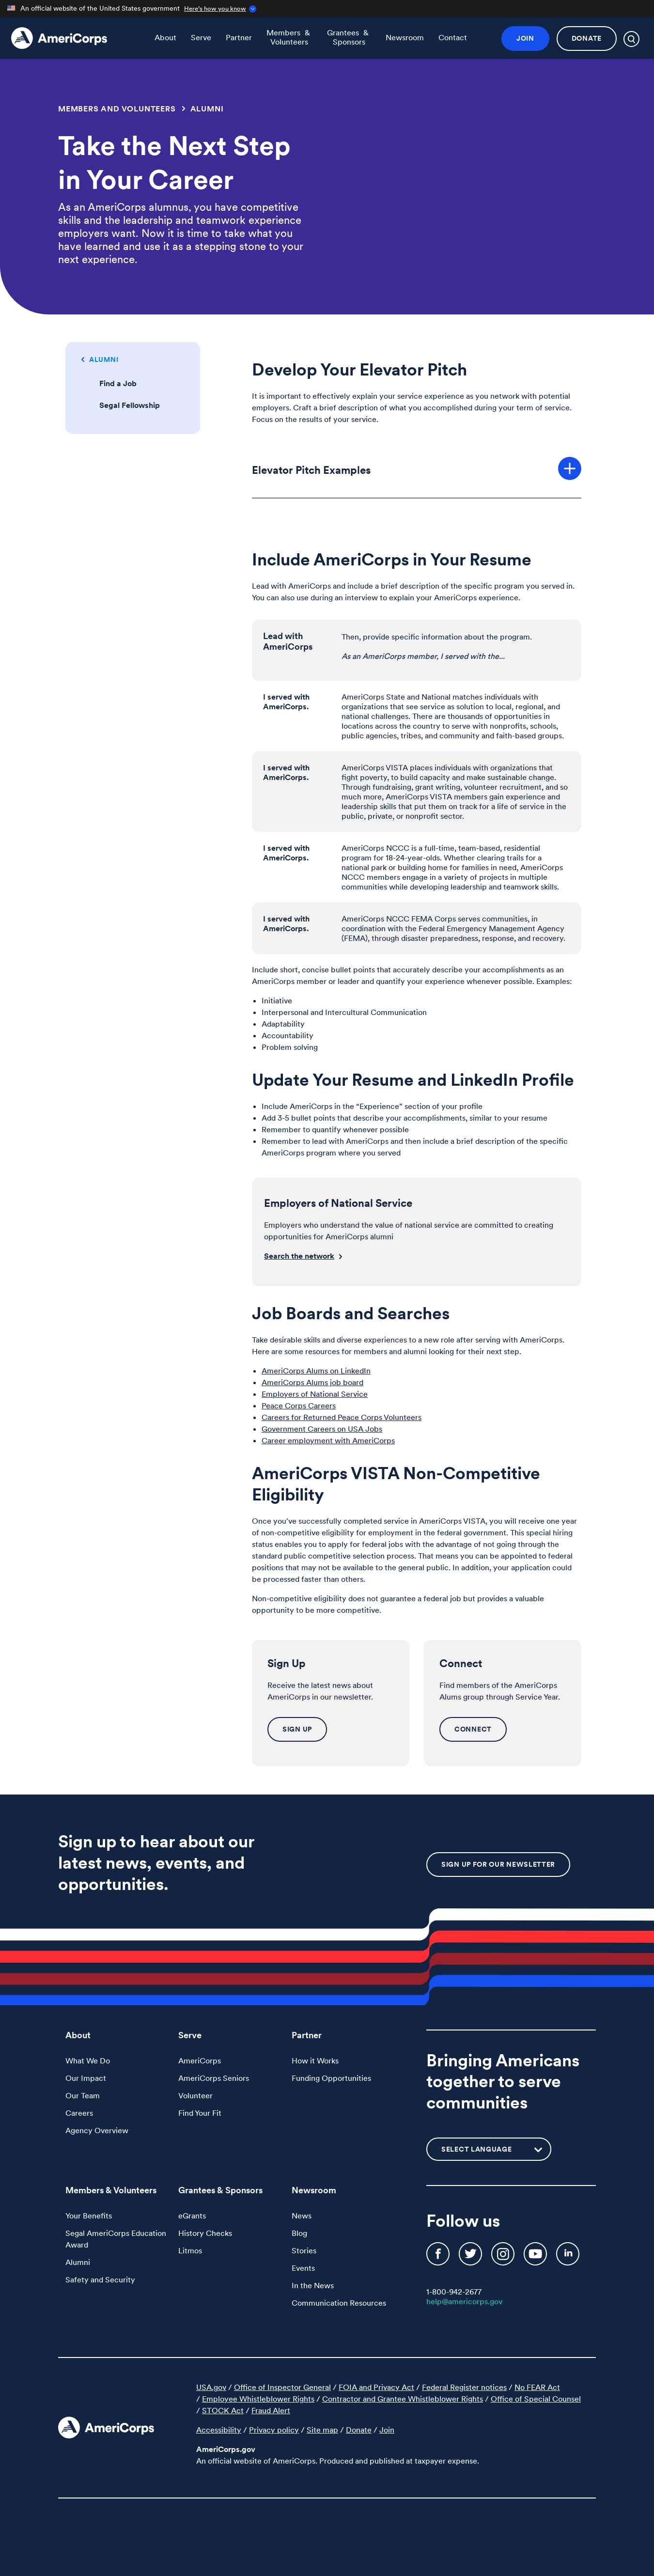 An official website of the United States government Here's how you know
AmeriCorps
About
Serve
Partner
Members &
Volunteers
Grantees &
Sponsors
Newsroom
Contact
JOIN
DONATE
MEMBERS AND VOLUNTEERS > ALUMNI
Take the Next Step
in Your Career
As an AmeriCorps alumnus, you have competitive
skills and the leadership and teamwork experience
employers want. Now it is time to take what you
have learned and use it as a stepping stone to your
next experience.
ALUMNI
Find a Job
Segal Fellowship
Develop Your Elevator Pitch
It is important to effectively explain your service experience as you network with potential
employers. Craft a brief description of what you accomplished during your term of service.
Focus on the results of your service.
Elevator Pitch Examples
Include AmeriCorps in Your Resume
Lead with AmeriCorps and include a brief description of the specific program you served in.
You can also use during an interview to explain your AmeriCorps experience.
Lead with
AmeriCorps
Then, provide specific information about the program.
As an AmeriCorps member, I served with the...
I served with
AmeriCorps.
AmeriCorps State and National matches individuals with
organizations that see service as solution to local, regional, and
national challenges. There are thousands of opportunities in
locations across the country to serve with nonprofits, schools,
public agencies, tribes, and community and faith-based groups.
I served with
AmeriCorps.
AmeriCorps VISTA places individuals with organizations that
fight poverty, to build capacity and make sustainable change.
Through fundraising, grant writing, volunteer recruitment, and so
much more, AmeriCorps VISTA members gain experience and
leadership skills that put them on track for a life of service in the
public, private, or nonprofit sector.
I served with
AmeriCorps.
AmeriCorps NCCC is a full-time, team-based, residential
program for 18-24-year-olds. Whether clearing trails for a
national park or building home for families in need, AmeriCorps
NCCC members engage in a variety of projects in multiple
communities while developing leadership and teamwork skills.
I served with
AmeriCorps.
AmeriCorps NCCC FEMA Corps serves communities, in
coordination with the Federal Emergency Management Agency
(FEMA), through disaster preparedness, response, and recovery.
Include short, concise bullet points that accurately describe your accomplishments as an
AmeriCorps member or leader and quantify your experience whenever possible. Examples:
• Initiative
• Interpersonal and Intercultural Communication
• Adaptability
• Accountability
• Problem solving
Update Your Resume and LinkedIn Profile
• Include AmeriCorps in the “Experience” section of your profile
• Add 3-5 bullet points that describe your accomplishments, similar to your resume
• Remember to quantify whenever possible
• Remember to lead with AmeriCorps and then include a brief description of the specific
AmeriCorps program where you served
Employers of National Service
Employers who understand the value of national service are committed to creating
opportunities for AmeriCorps alumni
Search the network
Job Boards and Searches
Take desirable skills and diverse experiences to a new role after serving with AmeriCorps.
Here are some resources for members and alumni looking for their next step.
• AmeriCorps Alums on LinkedIn
• AmeriCorps Alums job board
• Employers of National Service
• Peace Corps Careers
• Careers for Returned Peace Corps Volunteers
• Government Careers on USA Jobs
• Career employment with AmeriCorps
AmeriCorps VISTA Non-Competitive
Eligibility
Once you've successfully completed service in AmeriCorps VISTA, you will receive one year
of non-competitive eligibility for employment in the federal government. This special hiring
status enables you to apply for federal jobs with the advantage of not going through the
standard public competitive selection process. That means you can be appointed to federal
positions that may not be available to the general public. In addition, your application could
be processed faster than others.
Non-competitive eligibility does not guarantee a federal job but provides a valuable
opportunity to be more competitive.
Sign Up
Receive the latest news about
AmeriCorps in our newsletter.
SIGN UP
Connect
Find members of the AmeriCorps
Alums group through Service Year.
CONNECT
Sign up to hear about our
latest news, events, and
opportunities.
SIGN UP FOR OUR NEWSLETTER
About
What We Do
Our Impact
Our Team
Careers
Agency Overview
Serve
AmeriCorps
AmeriCorps Seniors
Volunteer
Find Your Fit
Partner
How it Works
Funding Opportunities
Bringing Americans
together to serve
communities
SELECT LANGUAGE
Members & Volunteers
Your Benefits
Segal AmeriCorps Education
Award
Alumni
Safety and Security
Grantees & Sponsors
eGrants
History Checks
Litmos
Newsroom
News
Blog
Stories
Events
In the News
Communication Resources
Follow us
1-800-942-2677
help@americorps.gov
AmeriCorps
USA.gov / Office of Inspector General / FOIA and Privacy Act / Federal Register notices / No FEAR Act
/ Employee Whistleblower Rights / Contractor and Grantee Whistleblower Rights / Office of Special Counsel
/ STOCK Act / Fraud Alert
Accessibility / Privacy policy / Site map / Donate / Join
AmeriCorps.gov
An official website of AmeriCorps. Produced and published at taxpayer expense.